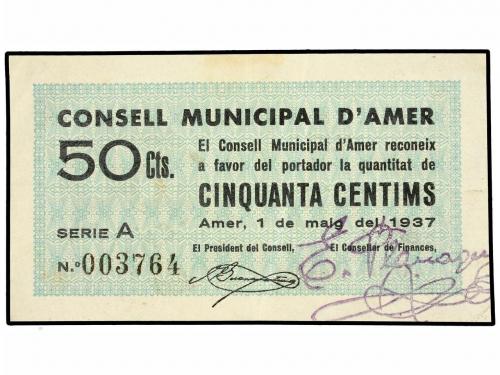 CONSELL MUNICIPAL D'AMER
50 Cts.
El Consell Municipal d'Amer reconeix
a favor del portador la quantitat de
CINQUANTA CENTIMS
Amer, 1 de maig del 1937
SERIE A
El President del Consell,
El Conseller de Finances,
N.º 003764